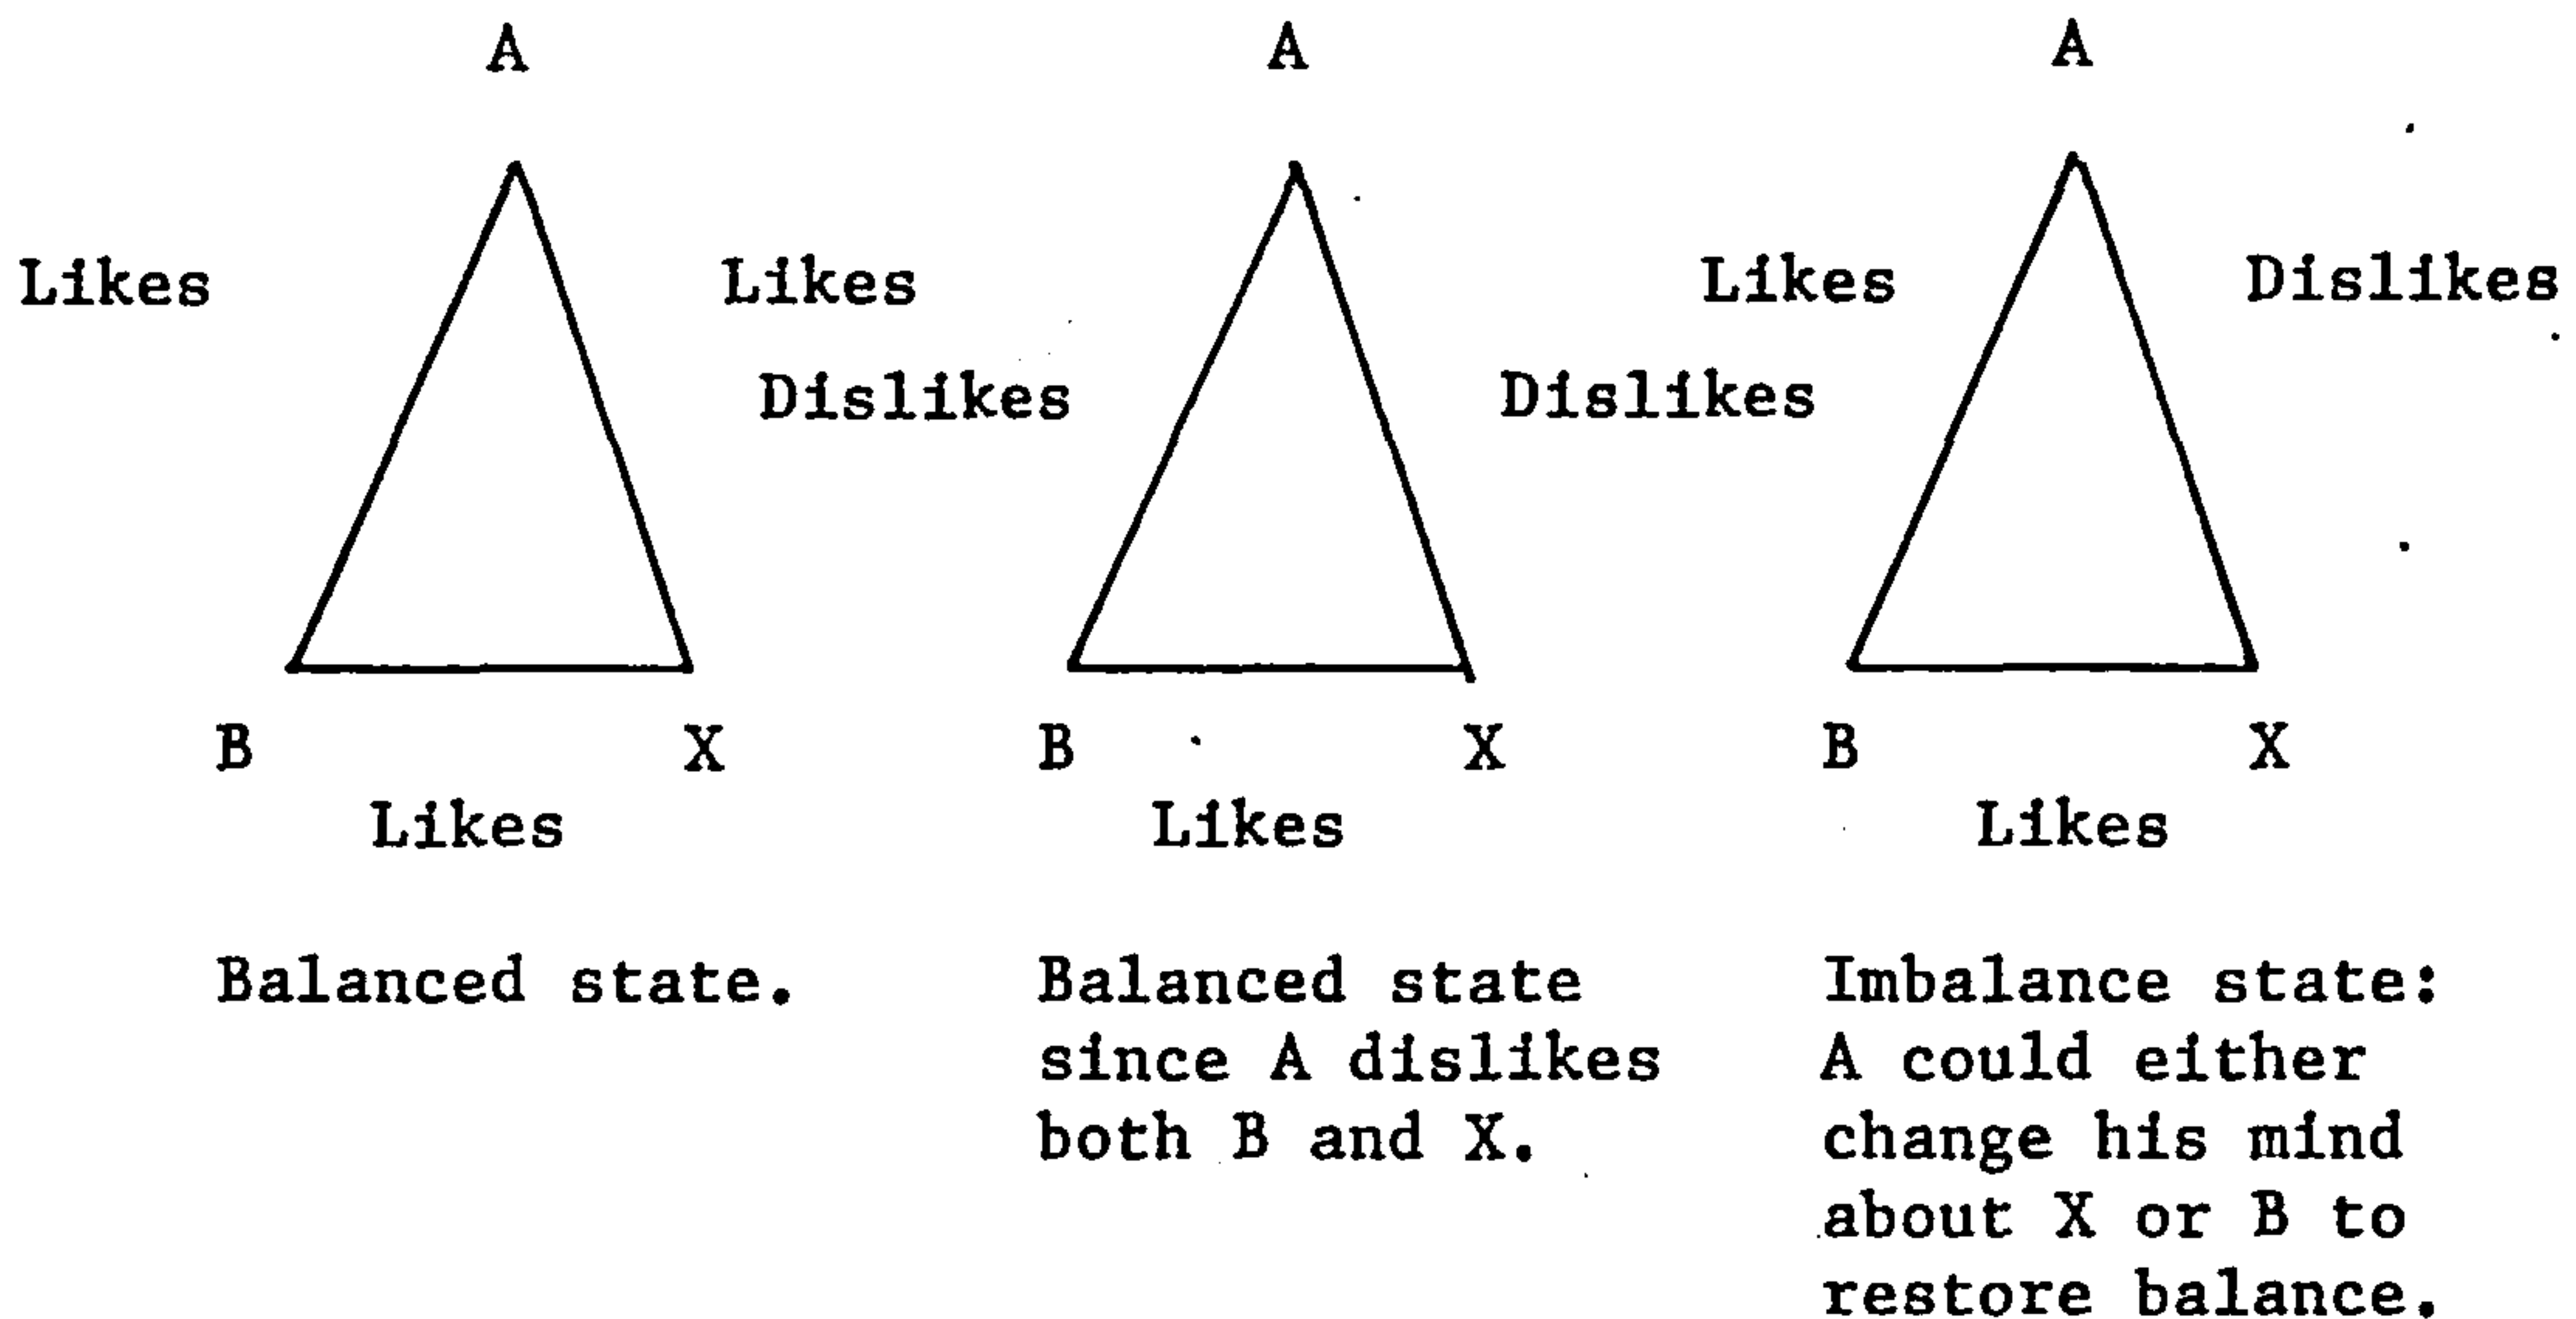 A A A
Likes Likes Likes Dislikes
Dislikes Dislikes
B X B X B X
Likes Likes Likes
Balanced state.
Balanced state
since A dislikes
both B and X.
Imbalance state:
A could either
change his mind
about X or B to
restore balance.